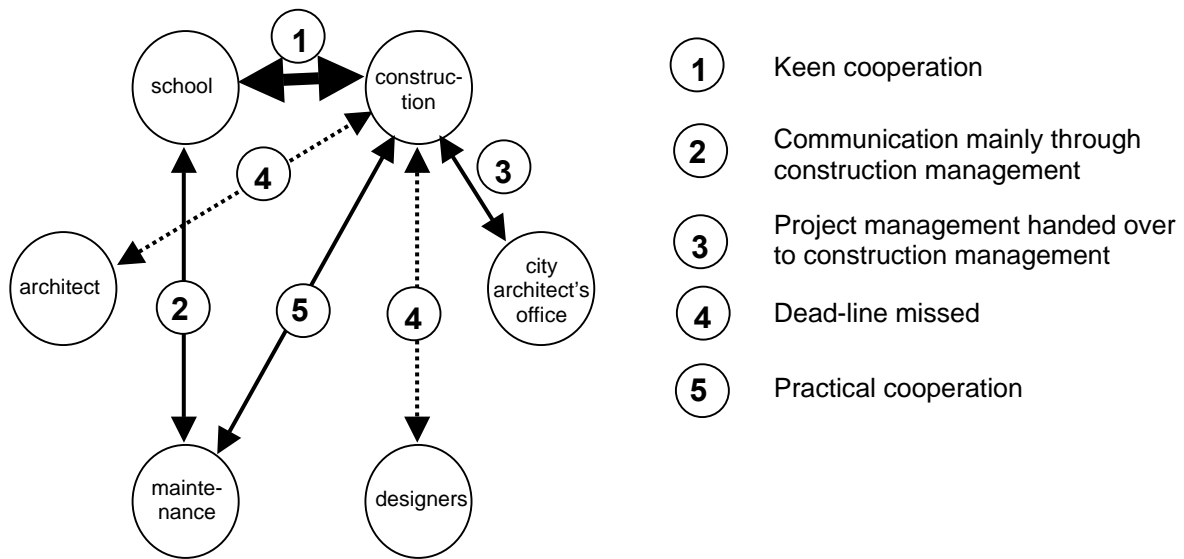 1
school
construc-
tion
4
3
architect
2
5
4
city
architect's
office
mainte-
nance
designers
1
Keen cooperation
2
Communication mainly through
construction management
3
Project management handed over
to construction management
4
Dead-line missed
5
Practical cooperation